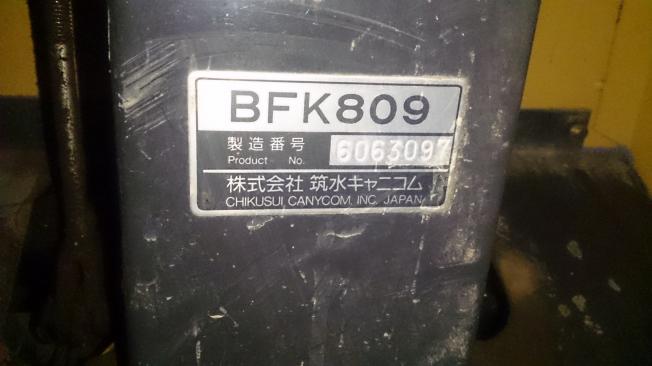 BFK809
製造番号 6063097
Product No.
株式会社 筑水キャニコム
CHIKUSUI CANYCOM, INC. JAPAN